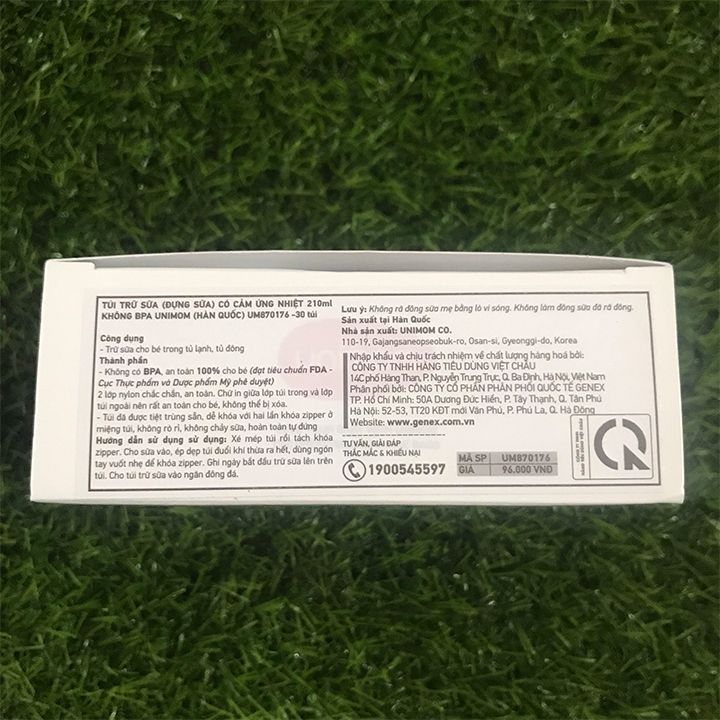 TÚI TRỮ SỮA (ĐỰNG SỮA) CÓ CẢM ỨNG NHIỆT 210ml
KHÔNG BPA UNIMOM (HÀN QUỐC) UM870176 -30 túi
Công dụng
- Trữ sữa cho bé trong tủ lạnh, tủ đông
Thành phần
- Không có BPA, an toàn 100% cho bé (đạt tiêu chuẩn FDA -
Cục Thực phẩm và Dược phẩm Mỹ phê duyệt)
2 lớp nylon chắc chắn, an toàn. Chữ in giữa lớp túi trong và lớp
túi ngoài nên rất an toàn cho bé, không thể bị xóa.
- Túi đã được tiệt trùng sẵn, dễ khóa với hai lần khóa zipper ở
miệng túi, không rò rỉ, không chảy sữa, hoàn toàn tự đứng
Hướng dẫn sử dụng sử dụng: Xé mép túi rồi tách khóa
zipper. Cho sữa vào, ép dẹp túi đuổi khí thừa ra hết, dùng ngón
tay vuốt nhẹ để khóa zipper. Ghi ngày bắt đầu trữ sữa lên trên
túi. Cho túi trữ sữa vào ngăn đông đá.
Lưu ý: Không rã đông sữa mẹ bằng lò vi sóng. Không làm đông sữa đã rã đông.
Sản xuất tại Hàn Quốc
Nhà sản xuất: UNIMOM CO.
110-19, Gajangsaneopseobuk-ro, Osan-si, Gyeonggi-do, Korea
Nhập khẩu và chịu trách nhiệm về chất lượng hàng hoá bởi:
CÔNG TY TNHH HÀNG TIÊU DÙNG VIỆT CHÂU
14C phố Hàng Than, P. Nguyễn Trung Trực, Q. Ba Đình, Hà Nội, Việt Nam
Phân phối bởi: CÔNG TY CỔ PHẦN PHÂN PHỐI QUỐC TẾ GENEX
TP. Hồ Chí Minh: 50A Dương Đức Hiền, P. Tây Thạnh, Q. Tân Phú
Hà Nội: 52-53, TT20 KĐT mới Văn Phú, P. Phú La, Q. Hà Đông
Website: www.genex.com.vn
TƯ VẤN, GIẢI ĐÁP
THẮC MẮC & KHIẾU NẠI
1900545597
MÃ SP UM870176
GIÁ 96.000 VNĐ